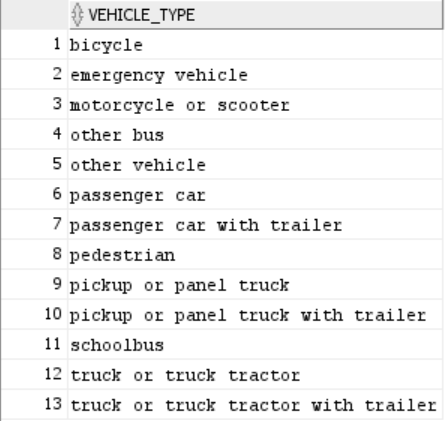 VEHICLE_TYPE
1 bicycle
2 emergency vehicle
3 motorcycle or scooter
4 other bus
5 other vehicle
6 passenger car
7 passenger car with trailer
8 pedestrian
9 pickup or panel truck
10 pickup or panel truck with trailer
11 schoolbus
12 truck or truck tractor
13 truck or truck tractor with trailer